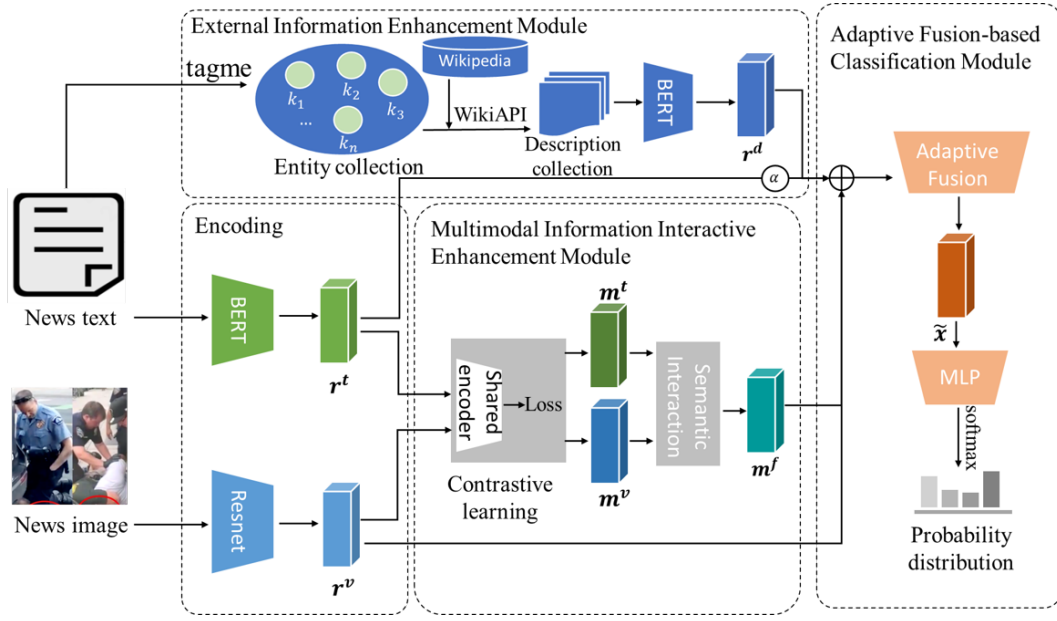 External Information Enhancement Module
Adaptive Fusion-based
Classification Module
tagme
Wikipedia
k₁
k₂
k₃
...
kₙ
WikiAPI
BERT
Entity collection
Description
collection
r^d
α
Adaptive
Fusion
Encoding
Multimodal Information Interactive
Enhancement Module
News text
BERT
r^t
m^t
Shared
encoder
Loss
Semantic
Interaction
m^v
m^f
x̃
MLP
softmax
Contrastive
learning
News image
Resnet
r^v
Probability
distribution